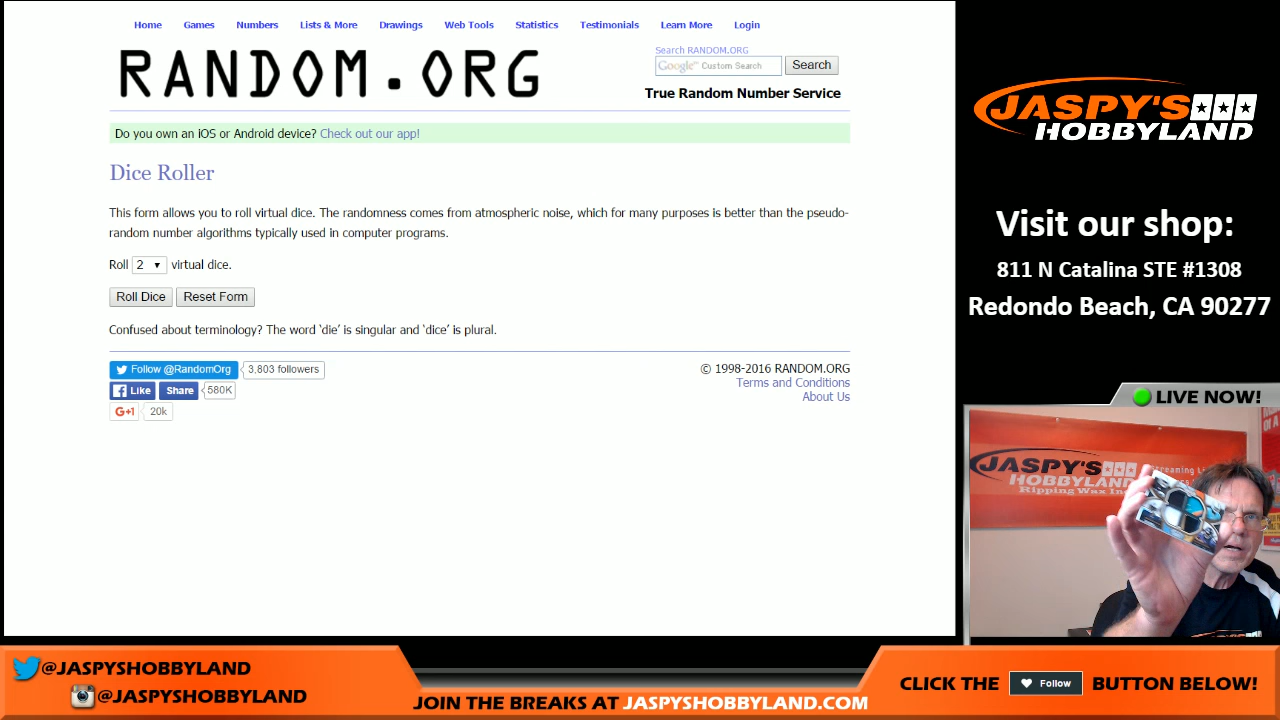 Home Games Numbers Lists & More Drawings Web Tools Statistics Testimonials Learn More Login
RANDOM.ORG
Search RANDOM.ORG
Google™ Custom Search
Search
True Random Number Service
Do you own an iOS or Android device? Check out our app!
Dice Roller
This form allows you to roll virtual dice. The randomness comes from atmospheric noise, which for many purposes is better than the pseudo-
random number algorithms typically used in computer programs.
Roll 2 virtual dice.
Roll Dice Reset Form
Confused about terminology? The word ‘die’ is singular and ‘dice’ is plural.
Follow @RandomOrg 3,803 followers
Like Share 580K
G+1 20k
© 1998-2016 RANDOM.ORG
Terms and Conditions
About Us
JASPY'S
HOBBYLAND
Visit our shop:
811 N Catalina STE #1308
Redondo Beach, CA 90277
LIVE NOW!
JASPY'S
HOBBYLAND
Ripping Wax
Streaming
@JASPYSHOBBYLAND
@JASPYSHOBBYLAND
JOIN THE BREAKS AT JASPYSHOBBYLAND.COM
CLICK THE Follow BUTTON BELOW!